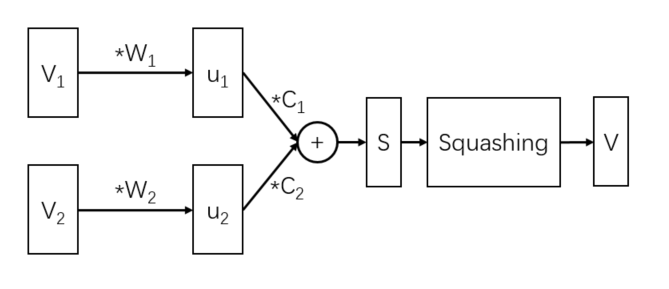 V₁
*W₁
u₁
*C₁
+
S
Squashing
V
V₂
*W₂
u₂
*C₂